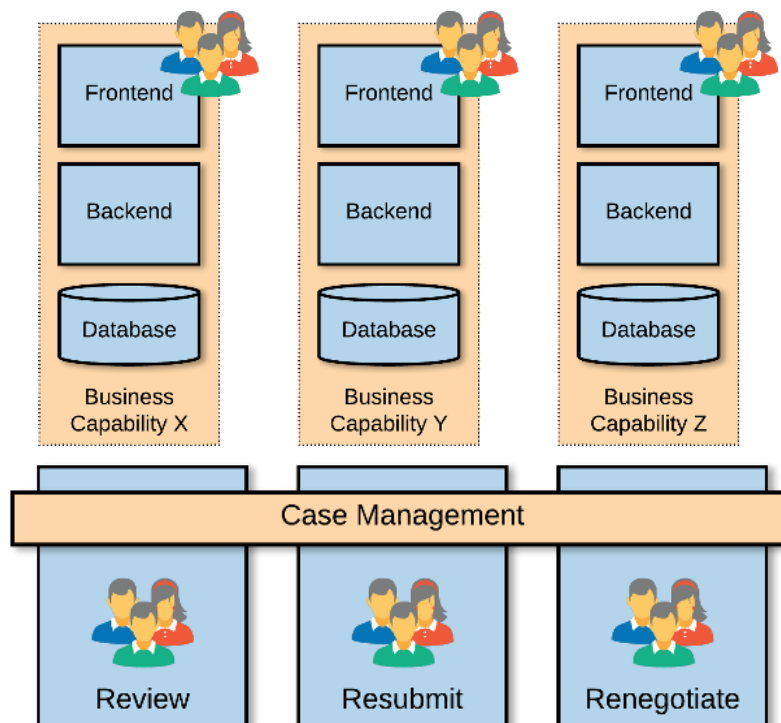 Frontend
Frontend
Frontend
Backend
Backend
Backend
Database
Database
Database
Business
Capability X
Business
Capability Y
Business
Capability Z
Case Management
Review
Resubmit
Renegotiate